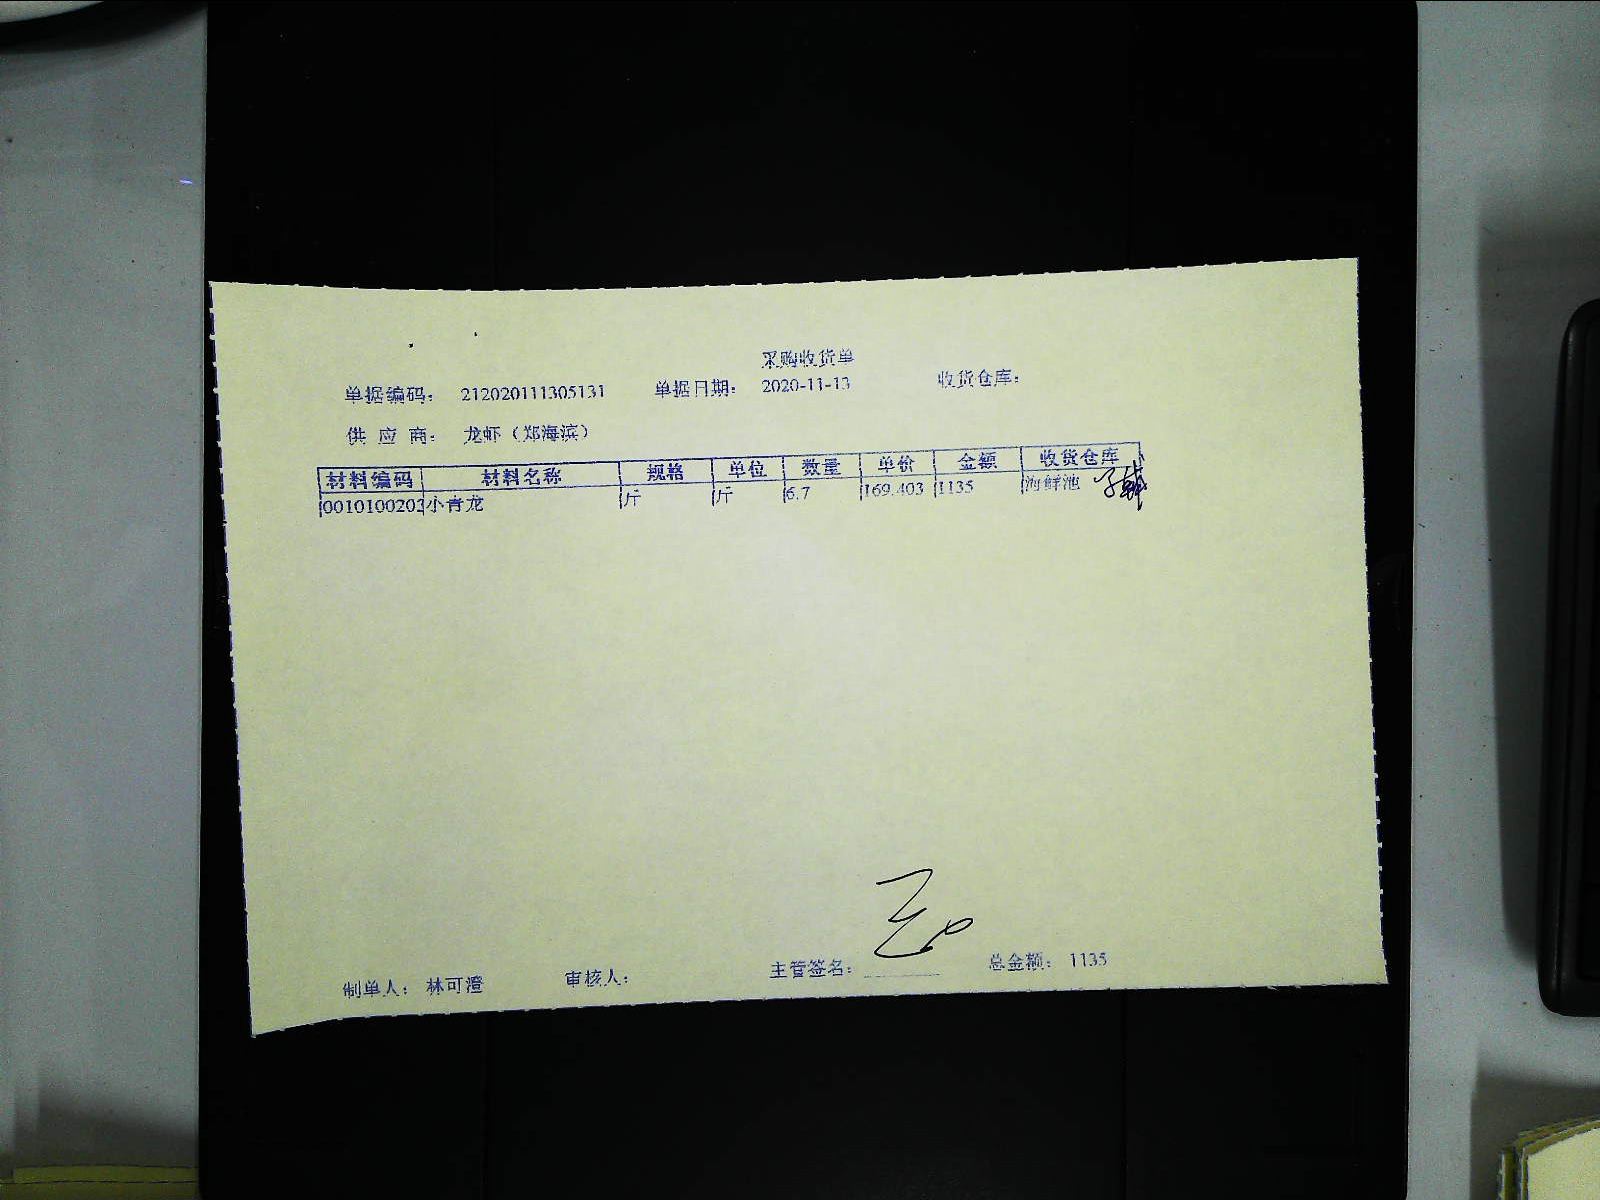 采购收货单
单据编码： 212020111305131 单据日期： 2020-11-13 收货仓库：
供 应 商： 龙虾（郑海滨）
材料编码 材料名称 规格 单位 数量 单价 金额 收货仓库
0010100202 小青龙 斤 斤 6.7 169.403 1135 海鲜池
制单人： 林可澄 审核人： 主管签名： 总金额： 1135